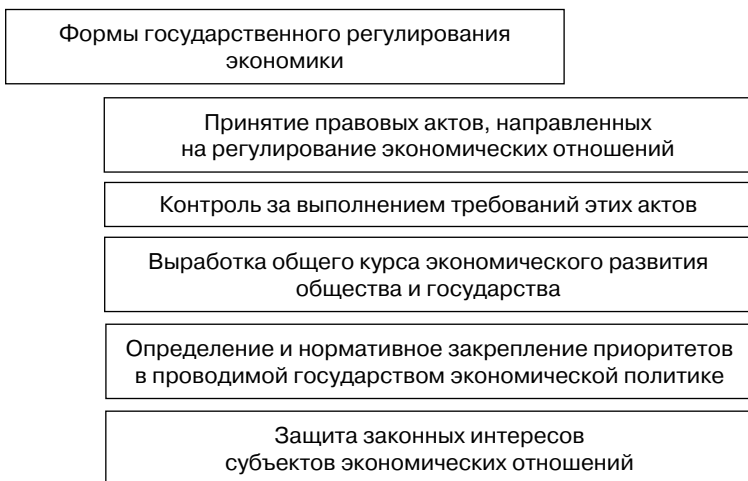 Формы государственного регулирования
экономики
Принятие правовых актов, направленных
на регулирование экономических отношений
Контроль за выполнением требований этих актов
Выработка общего курса экономического развития
общества и государства
Определение и нормативное закрепление приоритетов
в проводимой государством экономической политике
Защита законных интересов
субъектов экономических отношений